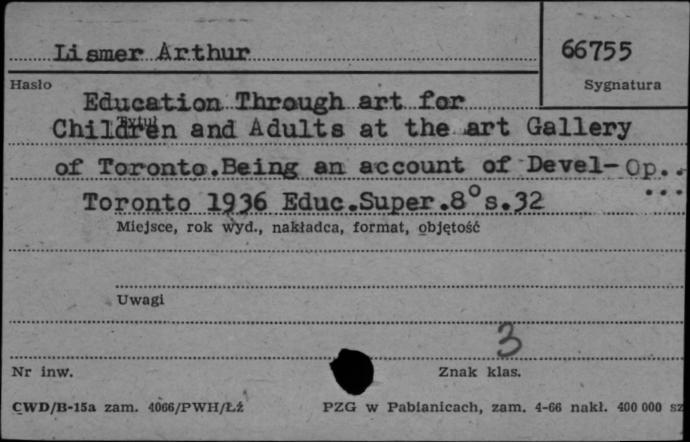 Lismer Arthur
66755
Hasło
Sygnatura
Education Through art for
Tytuł
Children and Adults at the art Gallery
of Toronto.Being an account of Devel-Op...
...
Toronto 1936 Educ.Super.8° s.32
Miejsce, rok wyd., nakładca, format, objętość
Uwagi
3
Nr inw.
Znak klas.
CWD/B-15a zam. 4066/PWH/Łź
PZG w Pabianicach, zam. 4-66 nakł. 400 000 sz